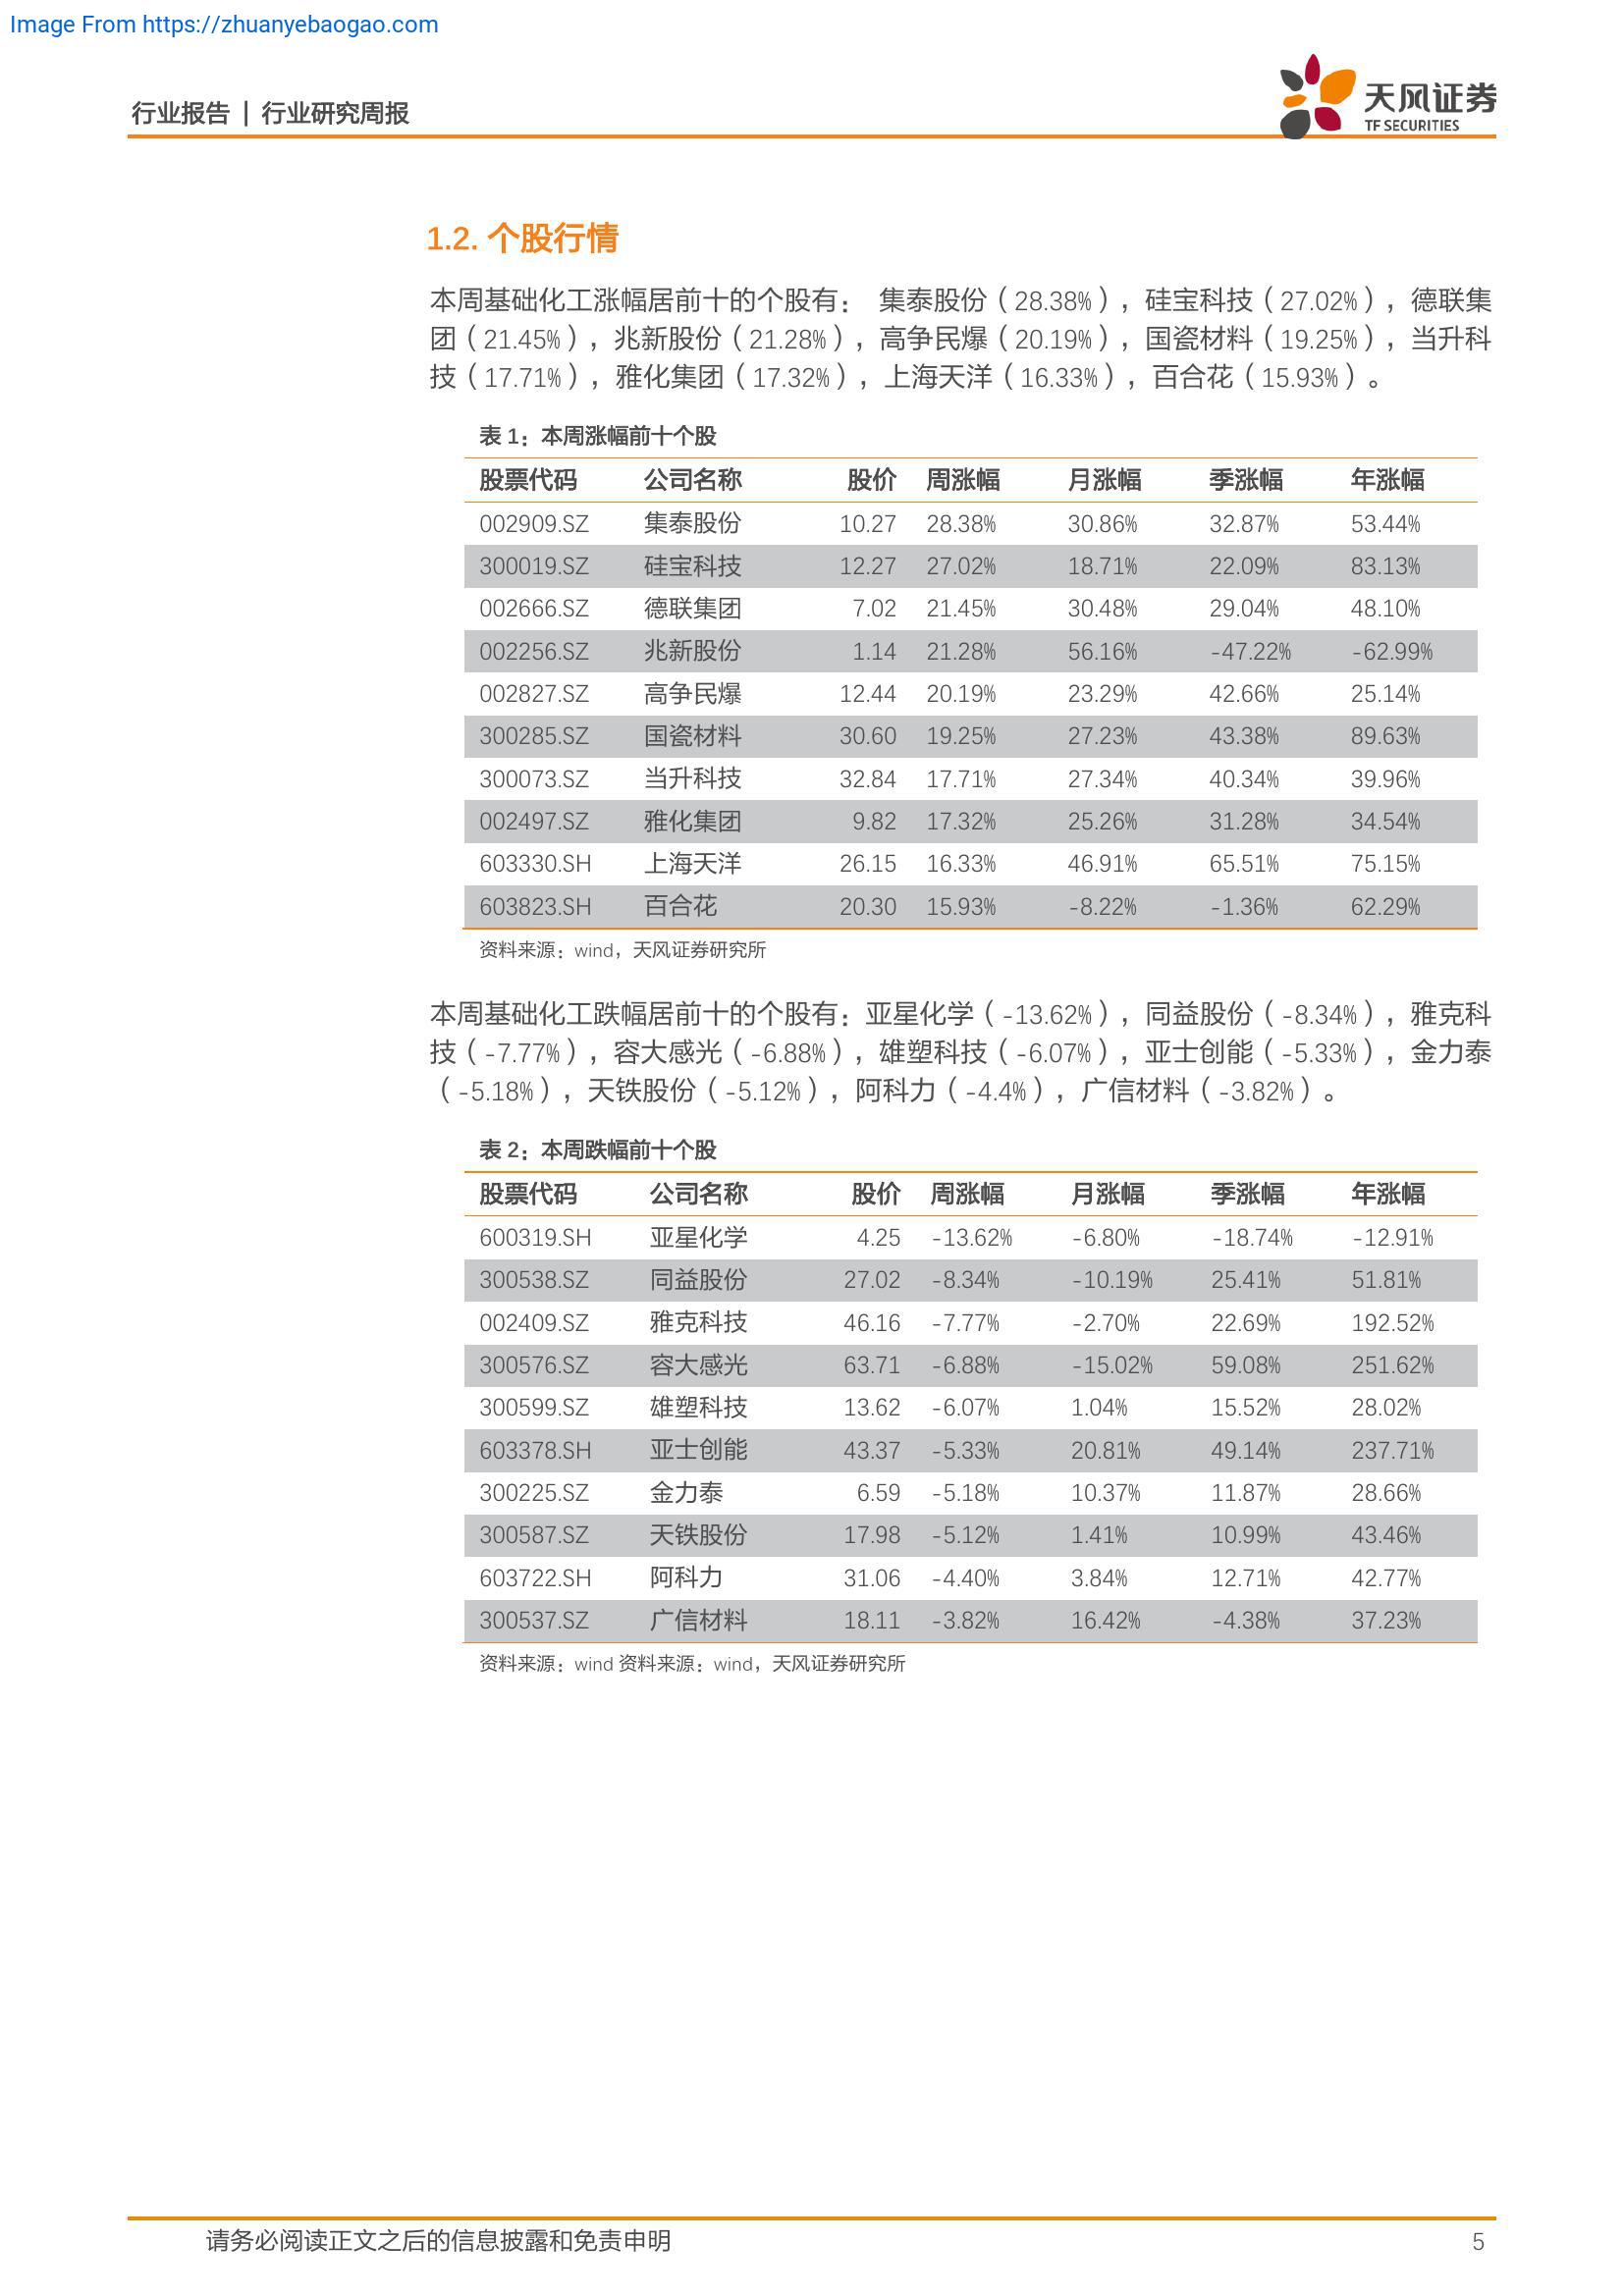 Image From https://zhuanyebaogao.com
行业报告 | 行业研究周报
天风证券
TF SECURITIES
1.2. 个股行情
本周基础化工涨幅居前十的个股有： 集泰股份（28.38%），硅宝科技（27.02%），德联集
团（21.45%），兆新股份（21.28%），高争民爆（20.19%），国瓷材料（19.25%），当升科
技（17.71%），雅化集团（17.32%），上海天洋（16.33%），百合花（15.93%）。
表 1：本周涨幅前十个股
股票代码 公司名称 股价 周涨幅 月涨幅 季涨幅 年涨幅
002909.SZ 集泰股份 10.27 28.38% 30.86% 32.87% 53.44%
300019.SZ 硅宝科技 12.27 27.02% 18.71% 22.09% 83.13%
002666.SZ 德联集团 7.02 21.45% 30.48% 29.04% 48.10%
002256.SZ 兆新股份 1.14 21.28% 56.16% -47.22% -62.99%
002827.SZ 高争民爆 12.44 20.19% 23.29% 42.66% 25.14%
300285.SZ 国瓷材料 30.60 19.25% 27.23% 43.38% 89.63%
300073.SZ 当升科技 32.84 17.71% 27.34% 40.34% 39.96%
002497.SZ 雅化集团 9.82 17.32% 25.26% 31.28% 34.54%
603330.SH 上海天洋 26.15 16.33% 46.91% 65.51% 75.15%
603823.SH 百合花 20.30 15.93% -8.22% -1.36% 62.29%
资料来源：wind，天风证券研究所
本周基础化工跌幅居前十的个股有：亚星化学（-13.62%），同益股份（-8.34%），雅克科
技（-7.77%），容大感光（-6.88%），雄塑科技（-6.07%），亚士创能（-5.33%），金力泰
（-5.18%），天铁股份（-5.12%），阿科力（-4.4%），广信材料（-3.82%）。
表 2：本周跌幅前十个股
股票代码 公司名称 股价 周涨幅 月涨幅 季涨幅 年涨幅
600319.SH 亚星化学 4.25 -13.62% -6.80% -18.74% -12.91%
300538.SZ 同益股份 27.02 -8.34% -10.19% 25.41% 51.81%
002409.SZ 雅克科技 46.16 -7.77% -2.70% 22.69% 192.52%
300576.SZ 容大感光 63.71 -6.88% -15.02% 59.08% 251.62%
300599.SZ 雄塑科技 13.62 -6.07% 1.04% 15.52% 28.02%
603378.SH 亚士创能 43.37 -5.33% 20.81% 49.14% 237.71%
300225.SZ 金力泰 6.59 -5.18% 10.37% 11.87% 28.66%
300587.SZ 天铁股份 17.98 -5.12% 1.41% 10.99% 43.46%
603722.SH 阿科力 31.06 -4.40% 3.84% 12.71% 42.77%
300537.SZ 广信材料 18.11 -3.82% 16.42% -4.38% 37.23%
资料来源：wind 资料来源：wind，天风证券研究所
请务必阅读正文之后的信息披露和免责申明 5